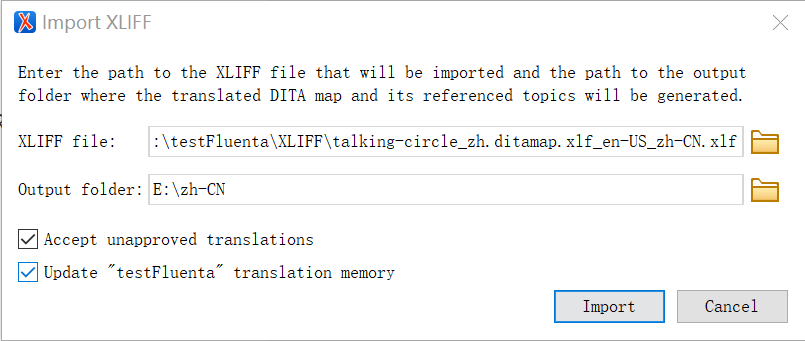 Import XLIFF
Enter the path to the XLIFF file that will be imported and the path to the output
folder where the translated DITA map and its referenced topics will be generated.
XLIFF file: :\testFluenta\XLIFF\talking-circle_zh.ditamap.xlf_en-US_zh-CN.xlf
Output folder: E:\zh-CN
Accept unapproved translations
Update "testFluenta" translation memory
Import Cancel